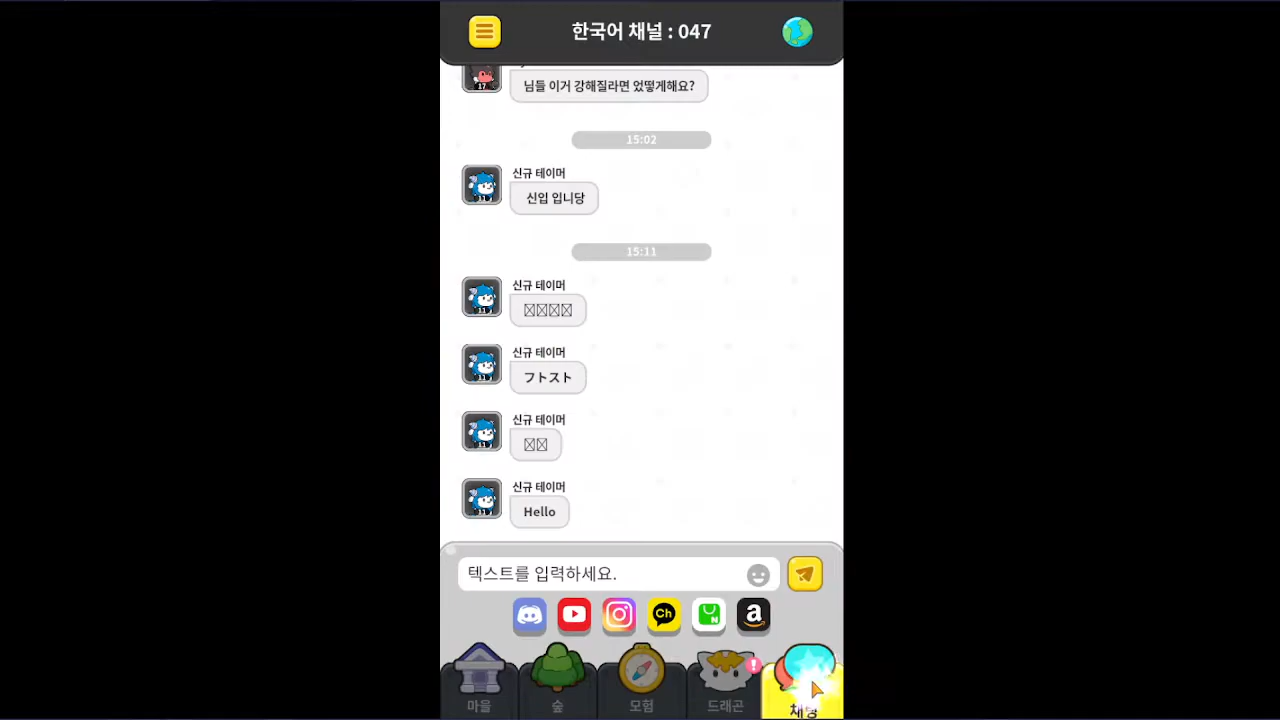 한국어 채널 : 047
님들 이거 강해질라면 었떻게해요?
15:02
신규 테이머
신입 입니당
15:11
신규 테이머
신규 테이머
フトスト
신규 테이머
신규 테이머
Hello
텍스트를 입력하세요.
마을
숲
모험
드래곤
채팅